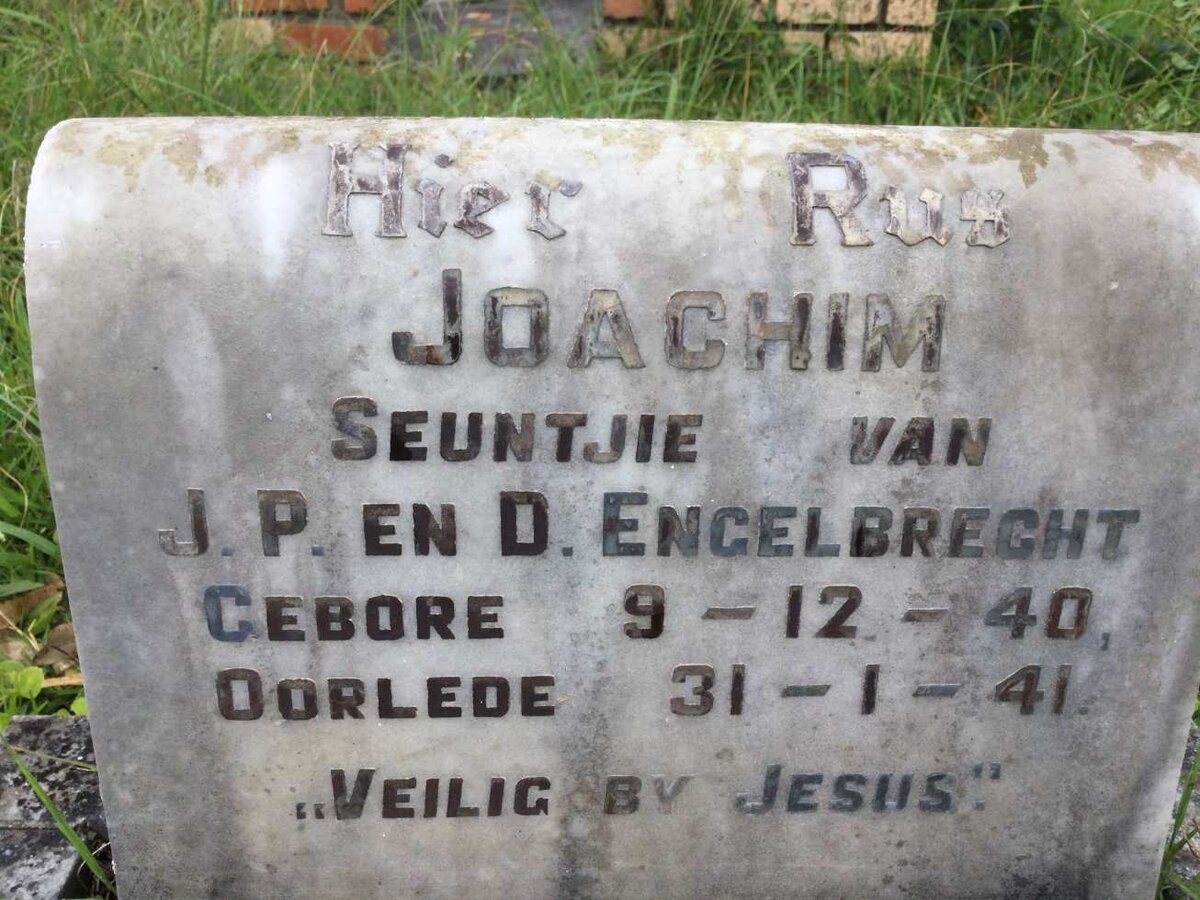 Hier Rus
JOACHIM
SEUNTJIE VAN
J. P. EN D. ENGELBRECHT
GEBORE 9-12-40,
OORLEDE 31-1-41.
„VEILIG BY JESUS."